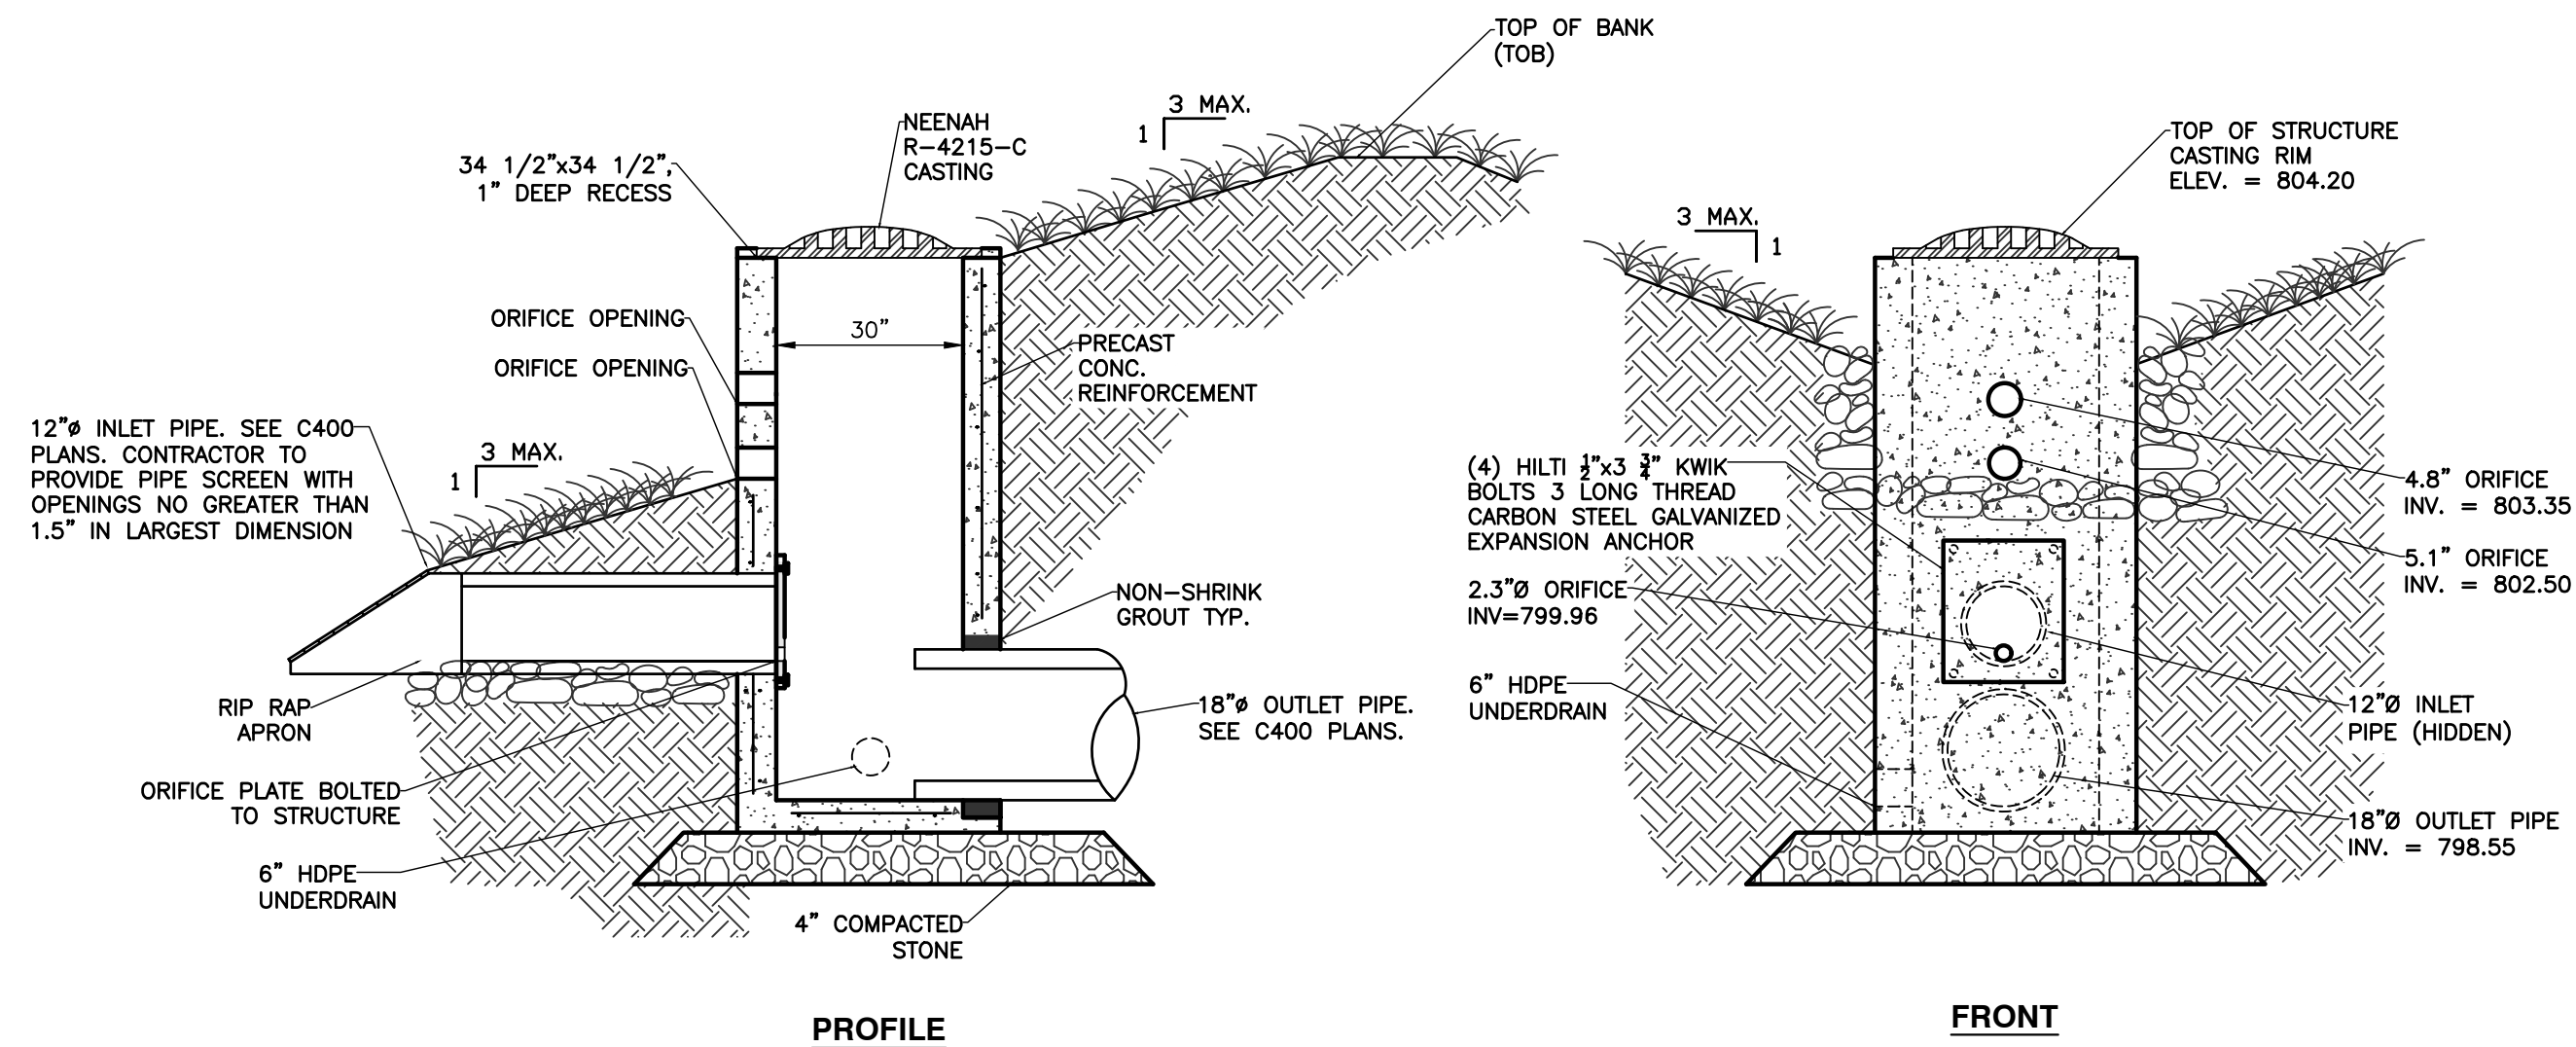 TOP OF BANK
(TOB)
3 MAX.
1
NEENAH
R-4215-C
CASTING
34 1/2"x34 1/2",
1" DEEP RECESS
ORIFICE OPENING
30"
ORIFICE OPENING
PRECAST
CONC.
REINFORCEMENT
12"ø INLET PIPE. SEE C400
PLANS. CONTRACTOR TO
PROVIDE PIPE SCREEN WITH
OPENINGS NO GREATER THAN
1.5" IN LARGEST DIMENSION
3 MAX.
1
NON-SHRINK
GROUT TYP.
RIP RAP
APRON
18"ø OUTLET PIPE.
SEE C400 PLANS.
ORIFICE PLATE BOLTED
TO STRUCTURE
6" HDPE
UNDERDRAIN
4" COMPACTED
STONE
PROFILE
TOP OF STRUCTURE
CASTING RIM
ELEV. = 804.20
3 MAX.
1
(4) HILTI 1/2"x3 3/4" KWIK
BOLTS 3 LONG THREAD
CARBON STEEL GALVANIZED
EXPANSION ANCHOR
4.8" ORIFICE
INV. = 803.35
5.1" ORIFICE
INV. = 802.50
2.3"Ø ORIFICE
INV=799.96
6" HDPE
UNDERDRAIN
12"Ø INLET
PIPE (HIDDEN)
18"Ø OUTLET PIPE
INV. = 798.55
FRONT